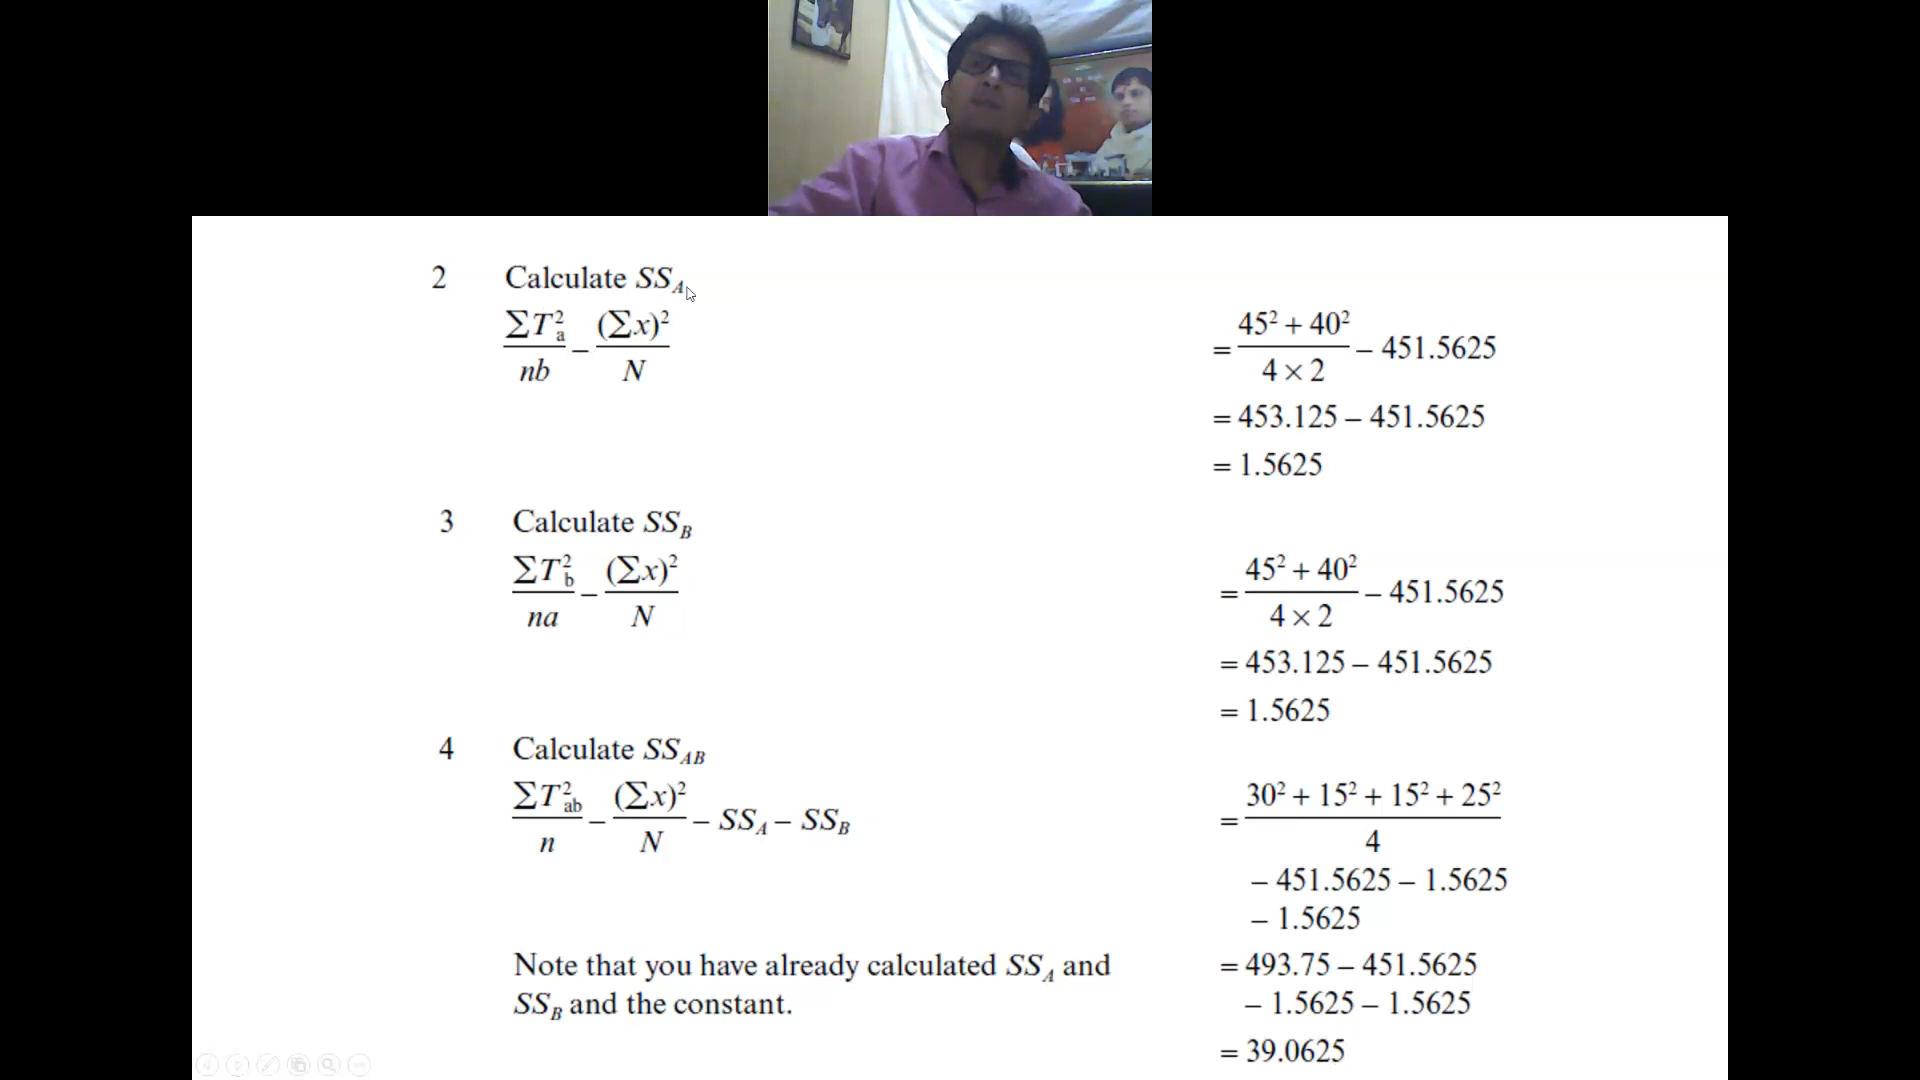 2 Calculate SS_A
ΣT_a² / nb – (Σx)² / N
= (45² + 40²) / (4 × 2) – 451.5625
= 453.125 – 451.5625
= 1.5625
3 Calculate SS_B
ΣT_b² / na – (Σx)² / N
= (45² + 40²) / (4 × 2) – 451.5625
= 453.125 – 451.5625
= 1.5625
4 Calculate SS_AB
ΣT_ab² / n – (Σx)² / N – SS_A – SS_B
= (30² + 15² + 15² + 25²) / 4
– 451.5625 – 1.5625
– 1.5625
Note that you have already calculated SS_A and
SS_B and the constant.
= 493.75 – 451.5625
– 1.5625 – 1.5625
= 39.0625